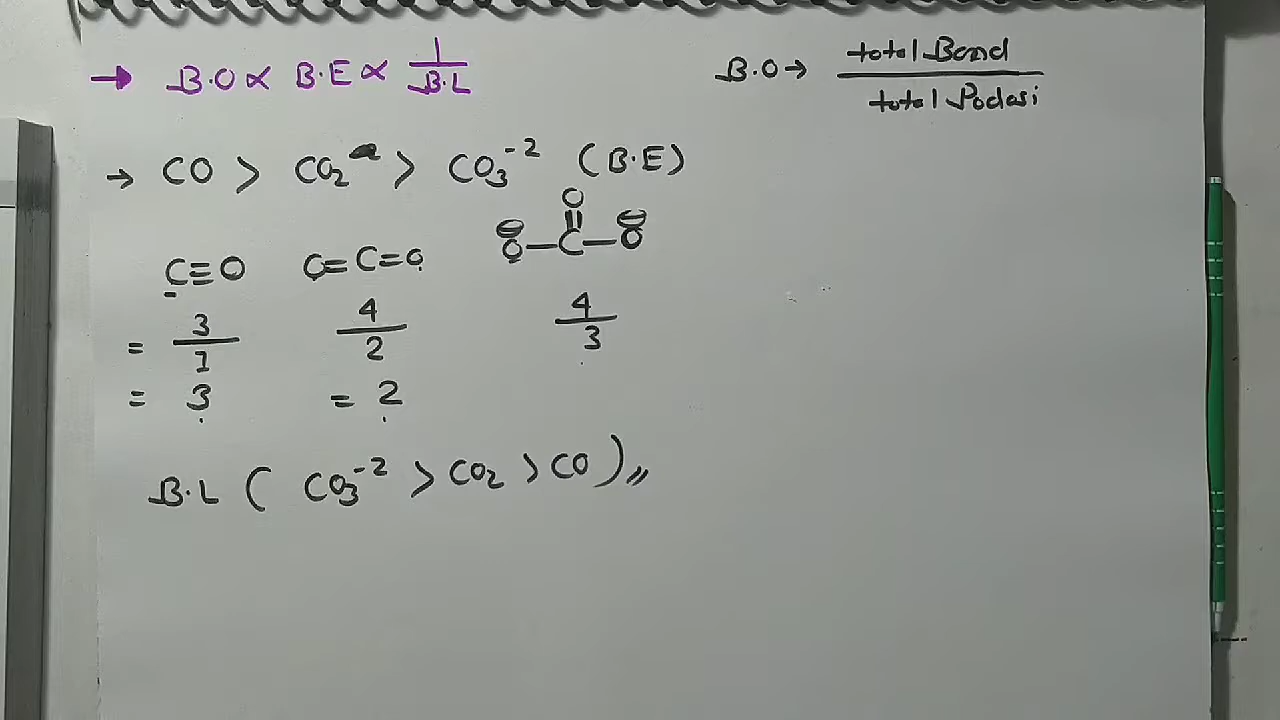 → B.O ∝ B.E ∝ 1/B.L
B.O → total Bond / total Podasi
→ CO > CO₂ > CO₃⁻² (B.E)
C≡O O=C=O ⊖O–C(=O)–O⊖
= 3/1 4/2 4/3
= 3 = 2
B.L ( CO₃⁻² > CO₂ > CO )〃